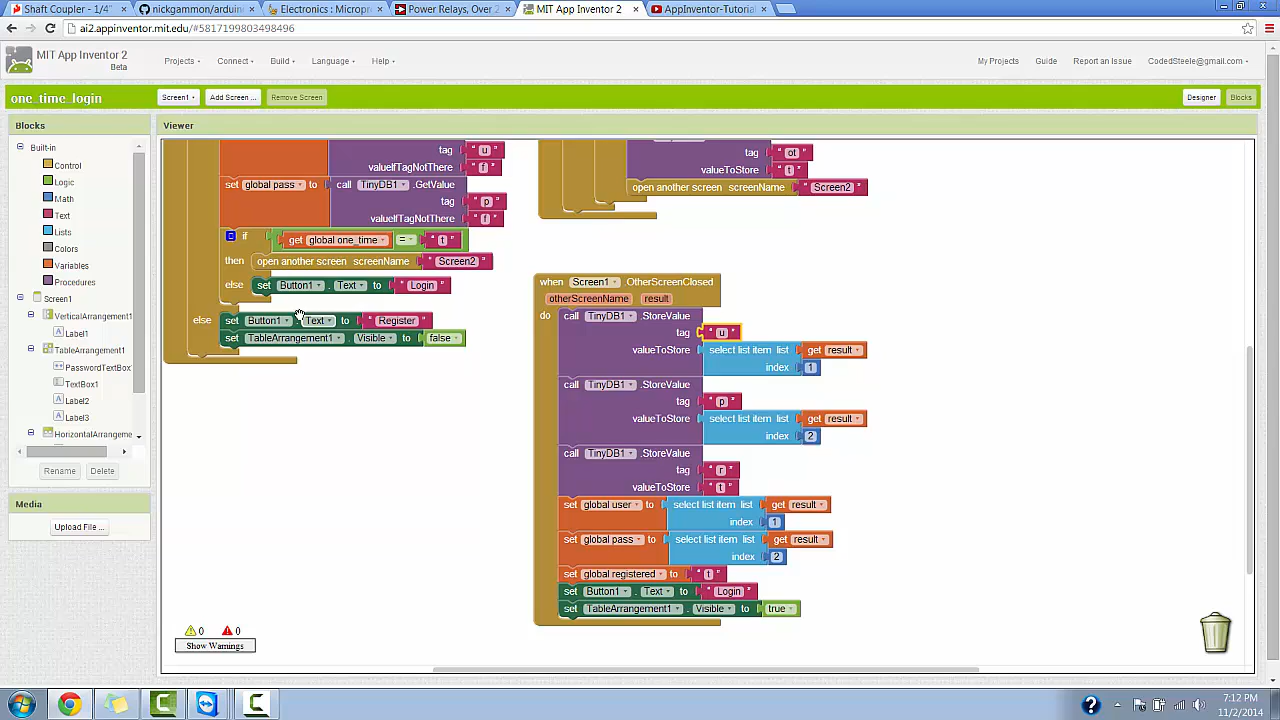 Shaft Coupler - 1/4"
nickgammon/arduino
Electronics : Micropro
Power Relays, Over 2
MIT App Inventor 2
AppInventor-Tutorial
ai2.appinventor.mit.edu/#5817199803498496
MIT App Inventor 2
Beta
Projects
Connect
Build
Language
Help
My Projects
Guide
Report an Issue
CodedSteele@gmail.com
one_time_login
Screen1
Add Screen ...
Remove Screen
Designer
Blocks
Blocks
Viewer
Built-in
Control
Logic
Math
Text
Lists
Colors
Variables
Procedures
Screen1
VerticalArrangement1
Label1
TableArrangement1
PasswordTextBox
TextBox1
Label2
Label3
HorizontalArrangeme
Rename
Delete
Media
Upload File ...
tag " u "
valueIfTagNotThere " f "
set global pass to call TinyDB1 .GetValue
tag " p "
valueIfTagNotThere " f "
if get global one_time = " t "
then open another screen screenName " Screen2 "
else set Button1 . Text to " Login "
else set Button1 . Text to " Register "
set TableArrangement1 . Visible to false
tag " ot "
valueToStore " t "
open another screen screenName " Screen2 "
when Screen1 .OtherScreenClosed
otherScreenName result
do call TinyDB1 .StoreValue
tag " u "
valueToStore select list item list get result
index 1
call TinyDB1 .StoreValue
tag " p "
valueToStore select list item list get result
index 2
call TinyDB1 .StoreValue
tag " r "
valueToStore " t "
set global user to select list item list get result
index 1
set global pass to select list item list get result
index 2
set global registered to " t "
set Button1 . Text to " Login "
set TableArrangement1 . Visible to true
0 0
Show Warnings
7:12 PM
11/2/2014